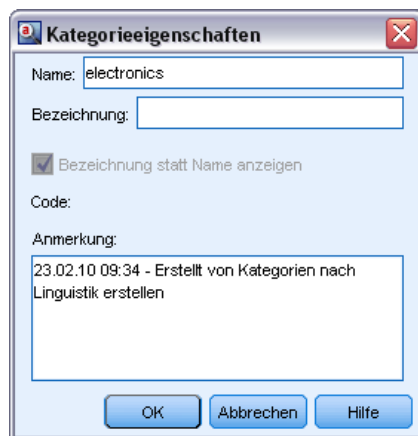 Kategorieeigenschaften
Name: electronics
Bezeichnung:
Bezeichnung statt Name anzeigen
Code:
Anmerkung:
23.02.10 09:34 - Erstellt von Kategorien nach
Linguistik erstellen
OK Abbrechen Hilfe